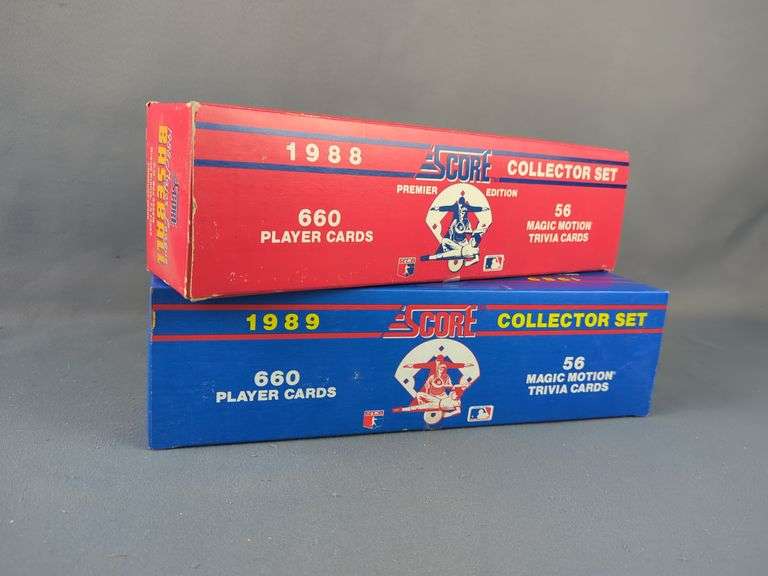 1988
SCORE
COLLECTOR SET
PREMIER EDITION
660
PLAYER CARDS
56
MAGIC MOTION
TRIVIA CARDS
SCORE
BASEBALL
1989
SCORE
COLLECTOR SET
660
PLAYER CARDS
56
MAGIC MOTION
TRIVIA CARDS